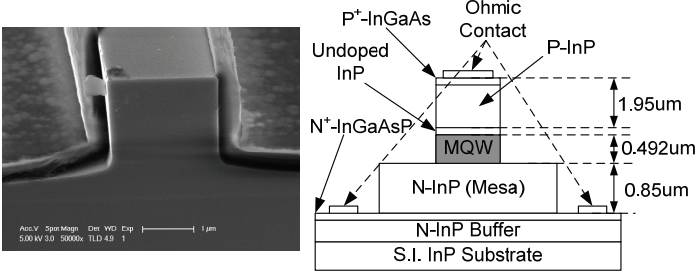 Acc.V Spot Magn Det WD Exp
5.00 kV 3.0 50000x TLD 4.9 1
1 µm
P+-InGaAs
Ohmic
Contact
Undoped
InP
P-InP
N+-InGaAsP
MQW
N-InP (Mesa)
N-InP Buffer
S.I. InP Substrate
1.95um
0.492um
0.85um